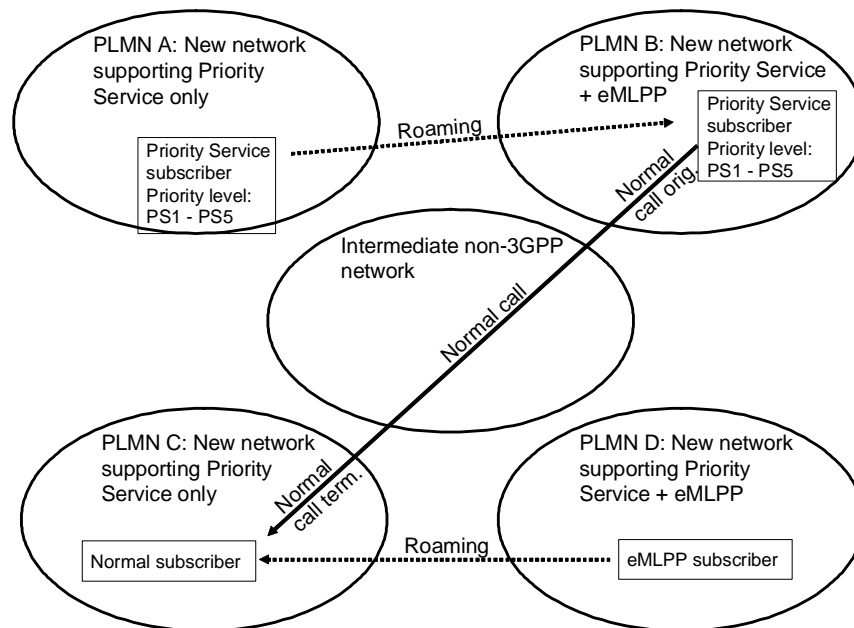 PLMN A: New network
supporting Priority
Service only
PLMN B: New network
supporting Priority Service
+ eMLPP
Roaming
Priority Service
subscriber
Priority level:
PS1 - PS5
Priority Service
subscriber
Priority level:
PS1 - PS5
Normal
call orig.
Intermediate non-3GPP
network
Normal call
PLMN C: New network
supporting Priority
Service only
Normal
call term.
PLMN D: New network
supporting Priority
Service + eMLPP
Normal subscriber
Roaming
eMLPP subscriber